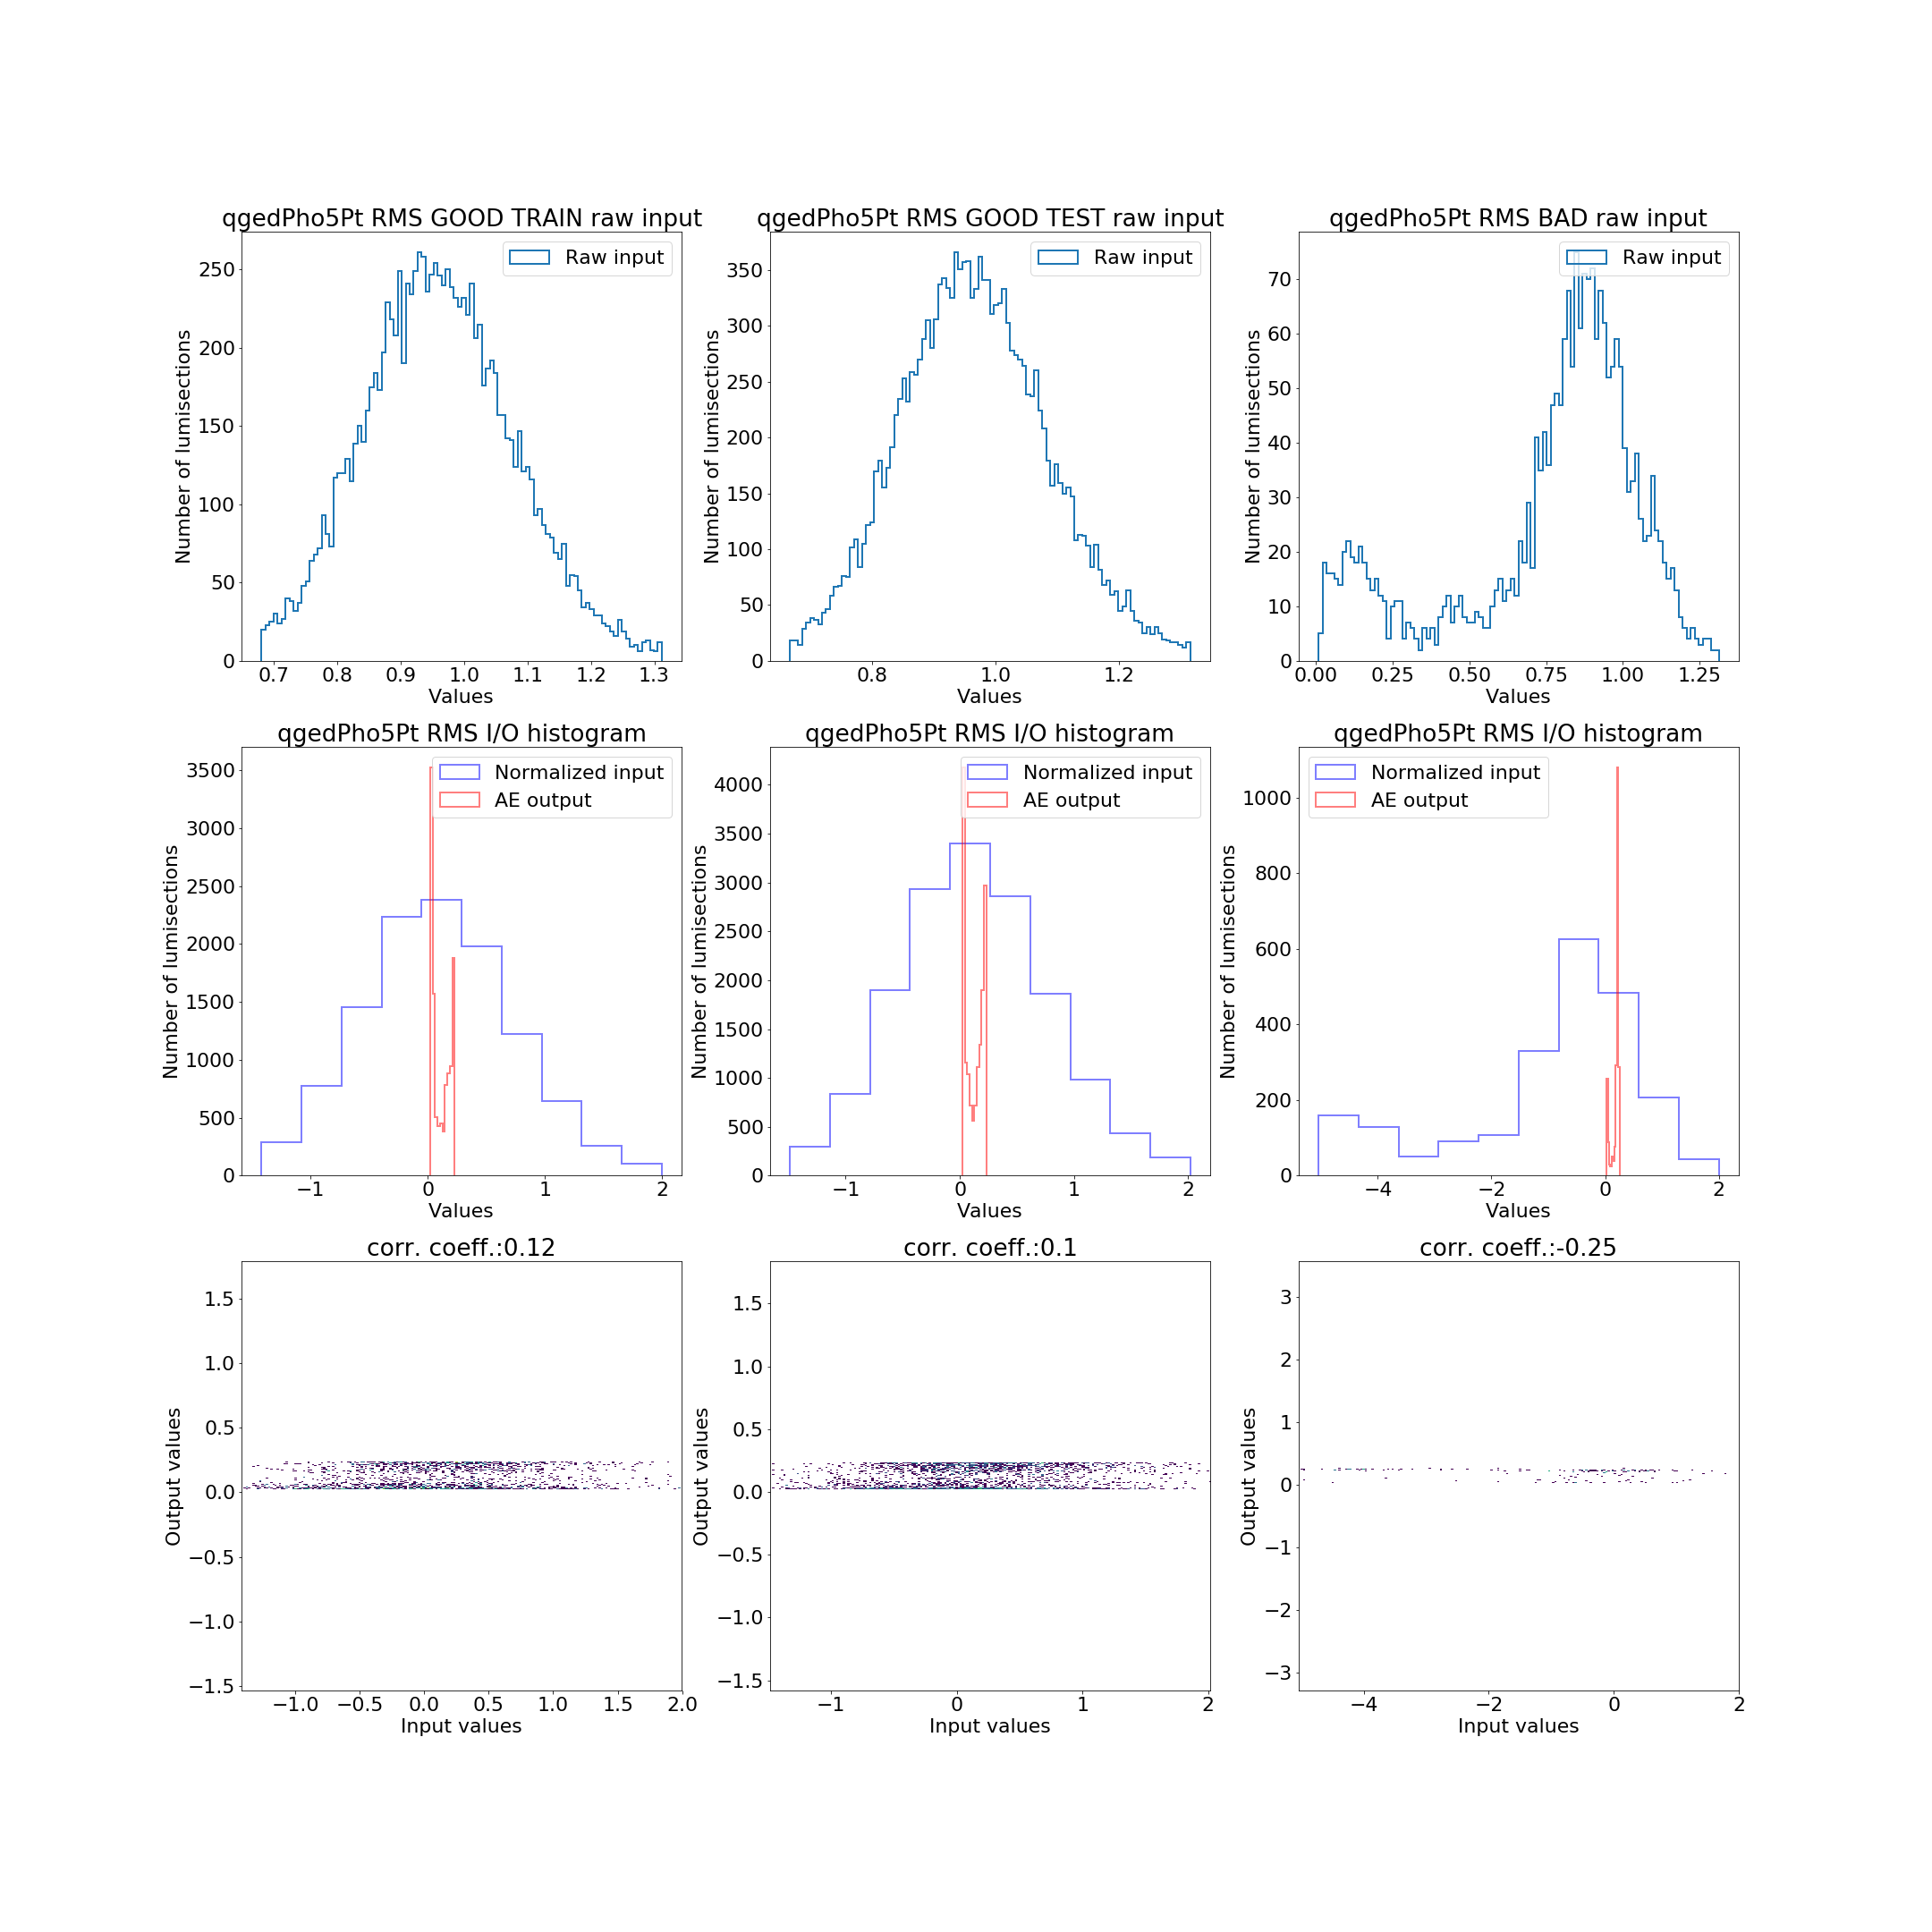 qgedPho5Pt RMS GOOD TRAIN raw input
Raw input
Number of lumisections
250
200
150
100
50
0
0.7 0.8 0.9 1.0 1.1 1.2 1.3
Values
qgedPho5Pt RMS GOOD TEST raw input
Raw input
Number of lumisections
350
300
250
200
150
100
50
0
0.8 1.0 1.2
Values
qgedPho5Pt RMS BAD raw input
Raw input
Number of lumisections
70
60
50
40
30
20
10
0
0.00 0.25 0.50 0.75 1.00 1.25
Values
qgedPho5Pt RMS I/O histogram
Normalized input
AE output
Number of lumisections
3500
3000
2500
2000
1500
1000
500
0
−1 0 1 2
Values
qgedPho5Pt RMS I/O histogram
Normalized input
AE output
Number of lumisections
4000
3500
3000
2500
2000
1500
1000
500
0
−1 0 1 2
Values
qgedPho5Pt RMS I/O histogram
Normalized input
AE output
Number of lumisections
1000
800
600
400
200
0
−4 −2 0 2
Values
corr. coeff.:0.12
Output values
1.5
1.0
0.5
0.0
−0.5
−1.0
−1.5
−1.0 −0.5 0.0 0.5 1.0 1.5 2.0
Input values
corr. coeff.:0.1
Output values
1.5
1.0
0.5
0.0
−0.5
−1.0
−1.5
−1 0 1 2
Input values
corr. coeff.:-0.25
Output values
3
2
1
0
−1
−2
−3
−4 −2 0 2
Input values